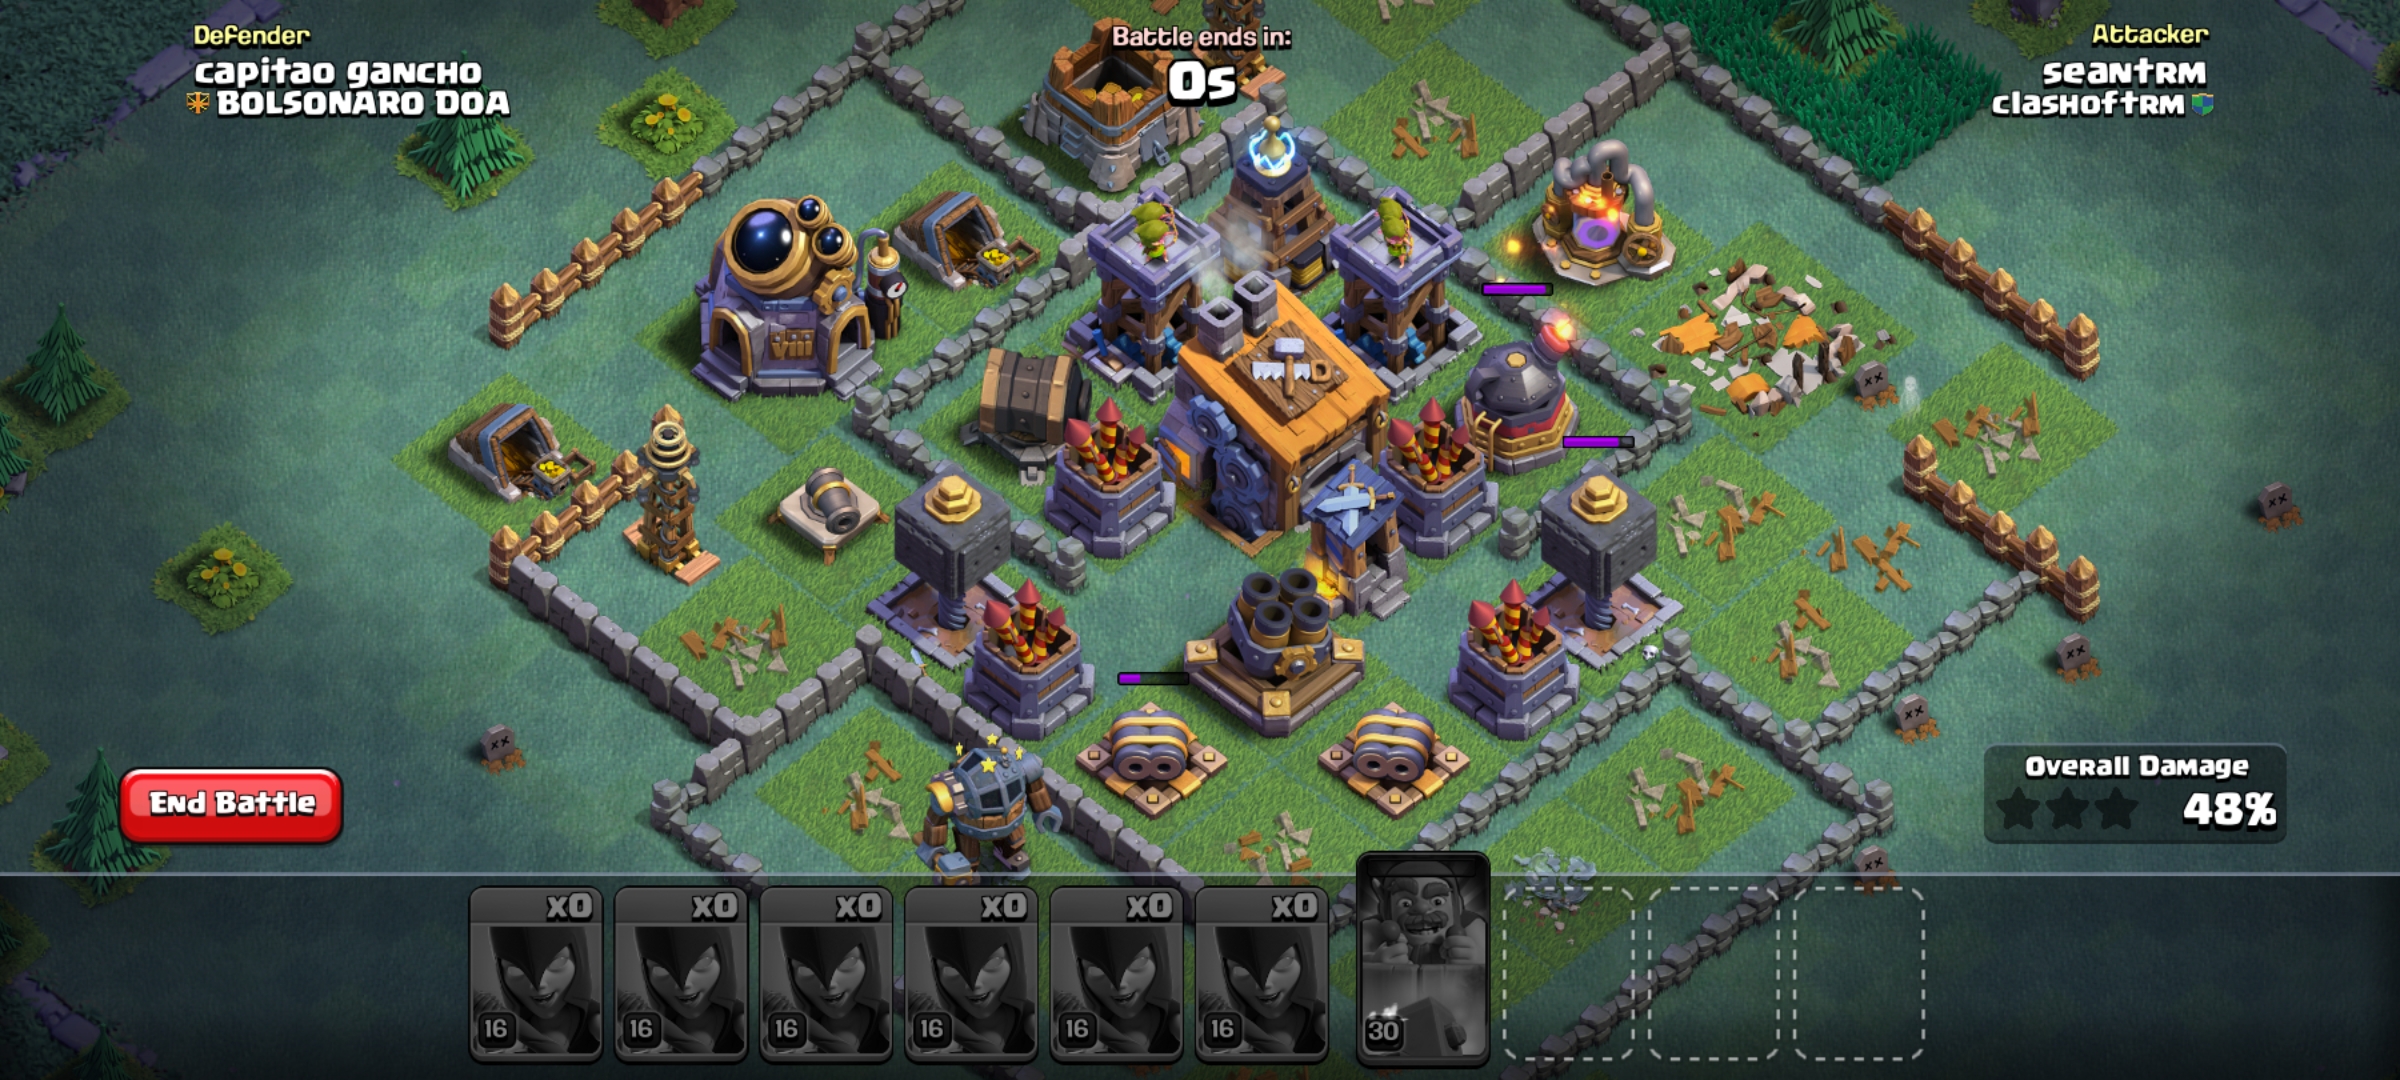 Defender
capitao gancho
BOLSONARO DOA
Battle ends in:
0s
Attacker
seantRM
clashoftRM
VIII
End Battle
Overall Damage
48%
x0
x0
x0
x0
x0
x0
16
16
16
16
16
16
30